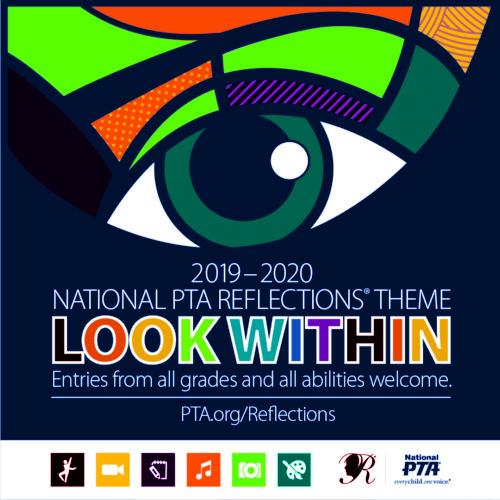 2019–2020
NATIONAL PTA REFLECTIONS® THEME
LOOK WITHIN
Entries from all grades and all abilities welcome.
PTA.org/Reflections
R
National
PTA
everychild.onevoice.®